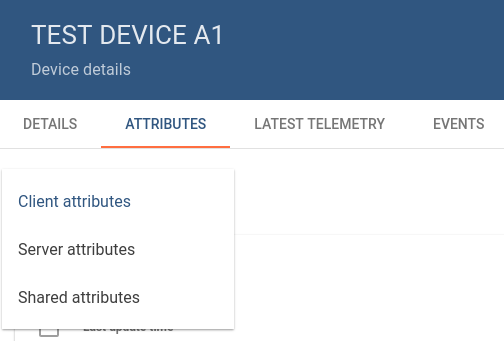 TEST DEVICE A1
Device details
DETAILS ATTRIBUTES LATEST TELEMETRY EVENTS
Client attributes
Server attributes
Shared attributes
Last update time